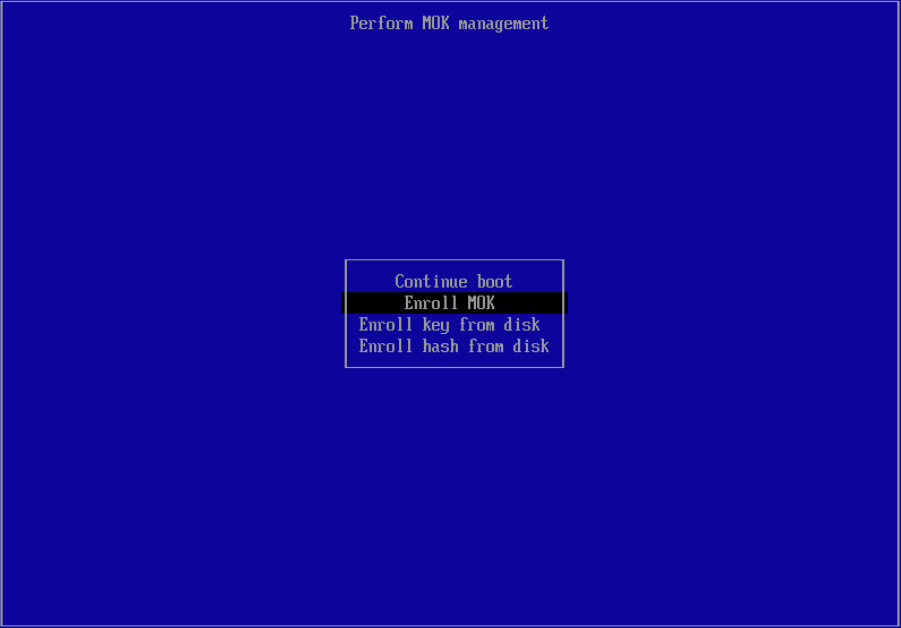 Perform MOK management
Continue boot
Enroll MOK
Enroll key from disk
Enroll hash from disk